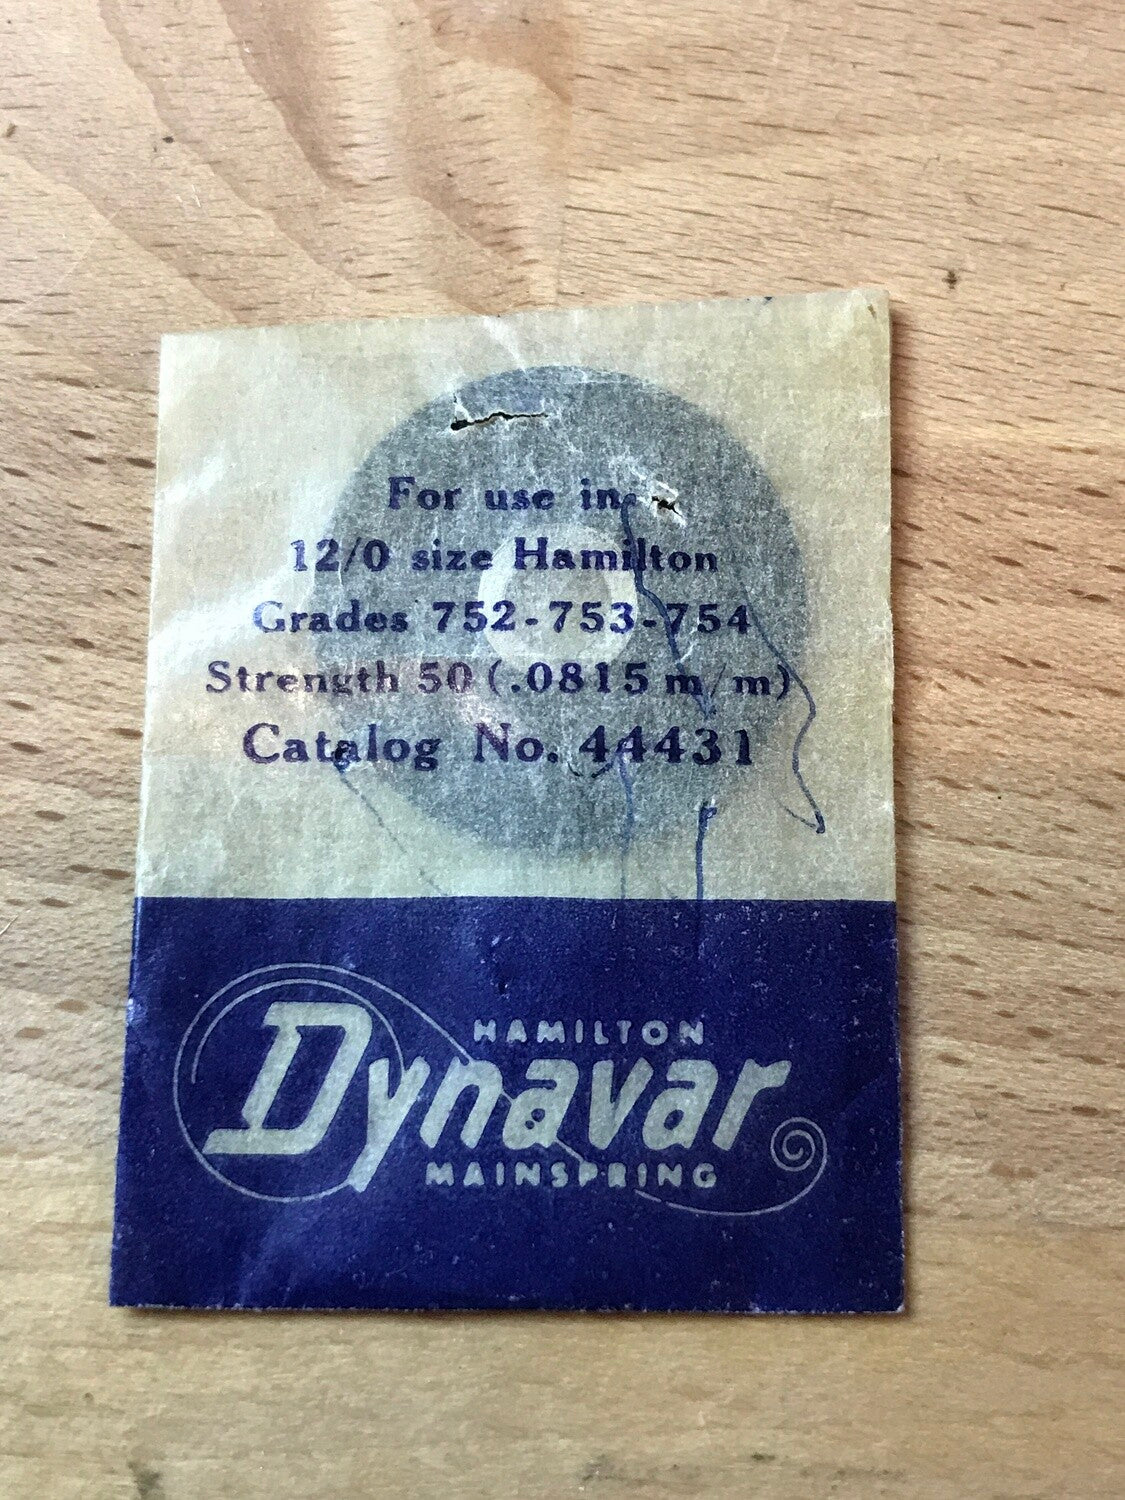 For use in
12/0 size Hamilton
Grades 752-753-754
Strength 50 (.0815 m/m)
Catalog No. 44431
HAMILTON
Dynavar
MAINSPRING